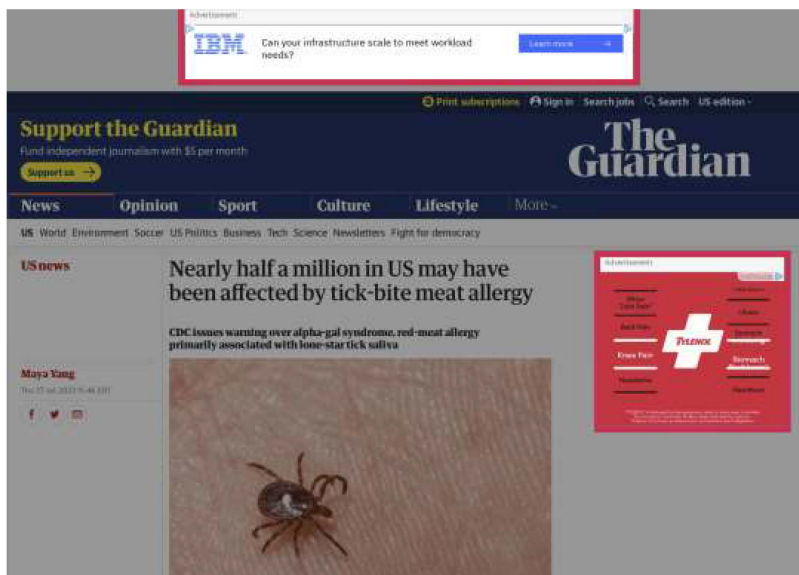 Advertisement
IBM
Can your infrastructure scale to meet workload
needs?
Learn more
Print subscriptions Sign in Search jobs Search US edition
Support the Guardian
Fund independent journalism with $5 per month
Support us
The
Guardian
News Opinion Sport Culture Lifestyle More
US World Environment Soccer US Politics Business Tech Science Newsletters Fight for democracy
US news
Nearly half a million in US may have
been affected by tick-bite meat allergy
CDC issues warning over alpha-gal syndrome, red-meat allergy
primarily associated with lone-star tick saliva
Maya Yang
Advertisement
Back Pain
TYLENOL
Knee Pain
Stomach